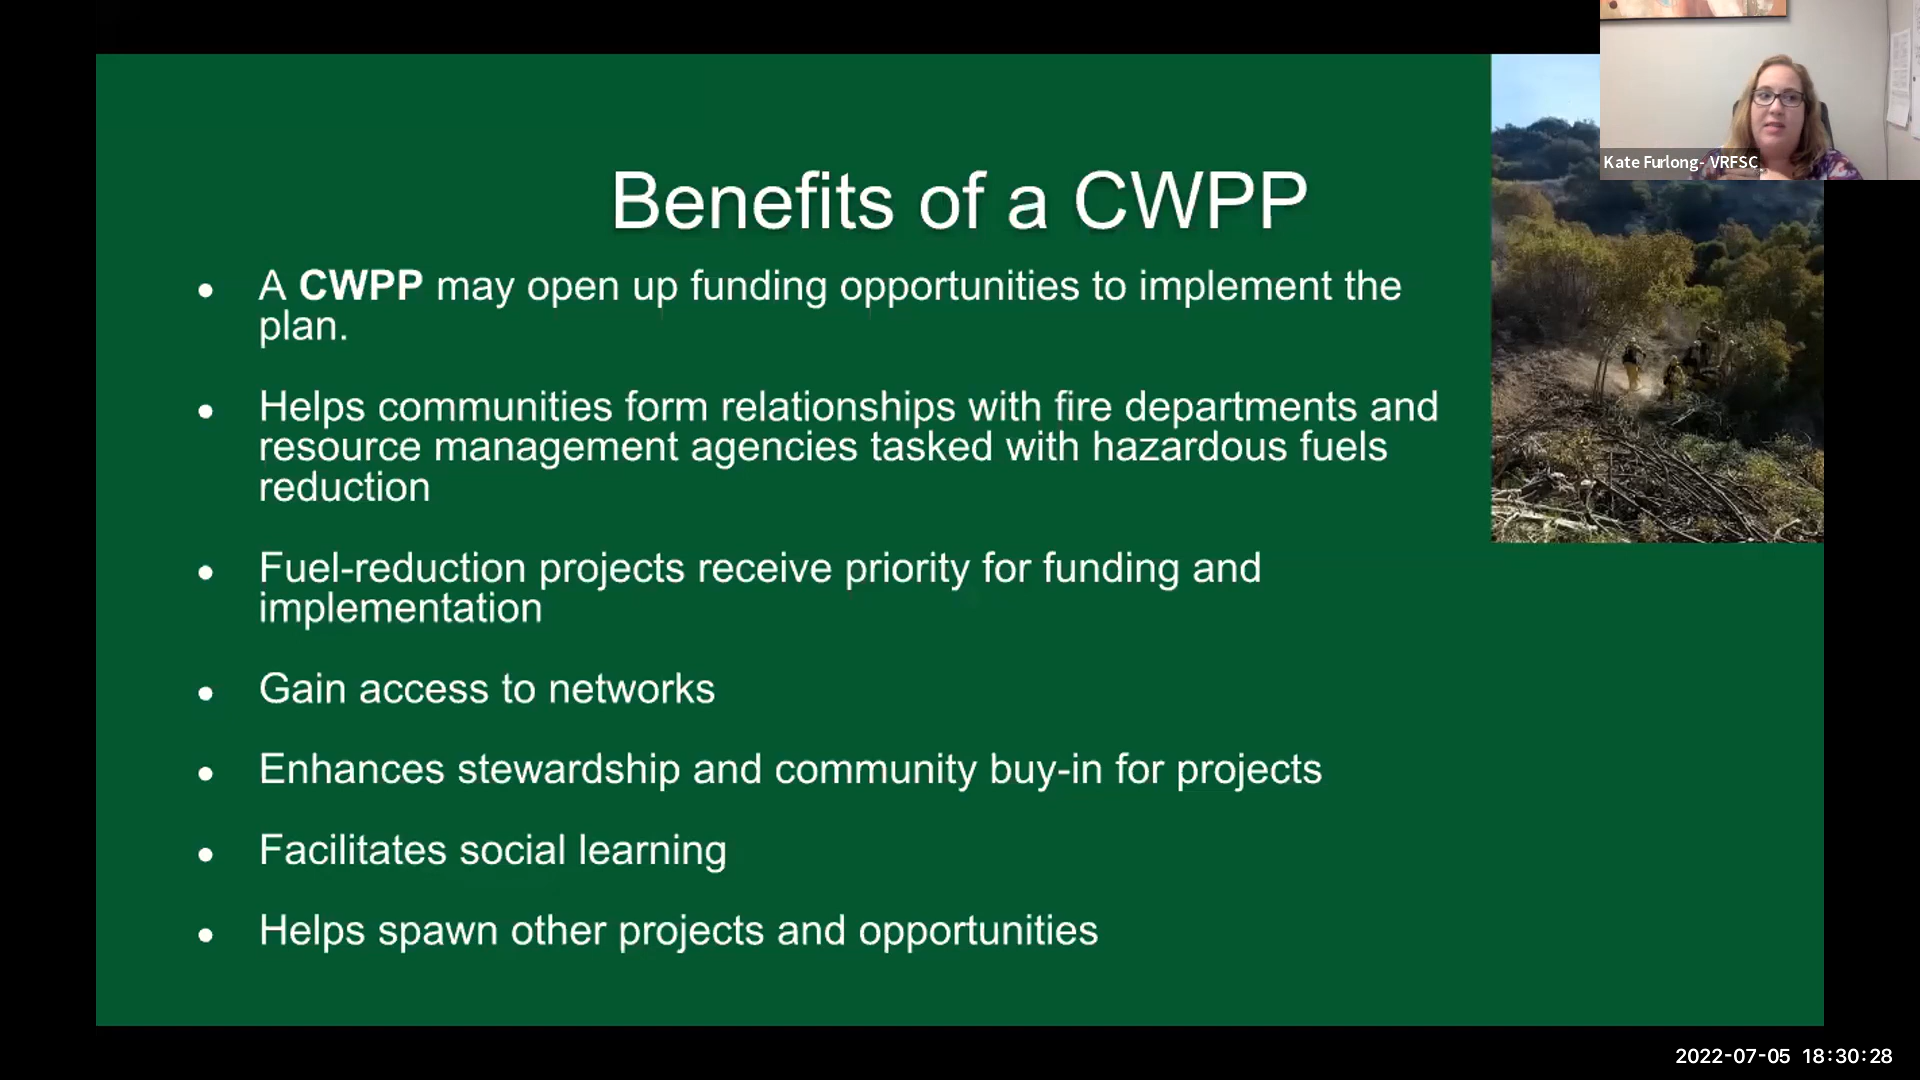 Kate Furlong- VRFSC
Benefits of a CWPP
• A CWPP may open up funding opportunities to implement the
plan.
• Helps communities form relationships with fire departments and
resource management agencies tasked with hazardous fuels
reduction
• Fuel-reduction projects receive priority for funding and
implementation
• Gain access to networks
• Enhances stewardship and community buy-in for projects
• Facilitates social learning
• Helps spawn other projects and opportunities
2022-07-05 18:30:28